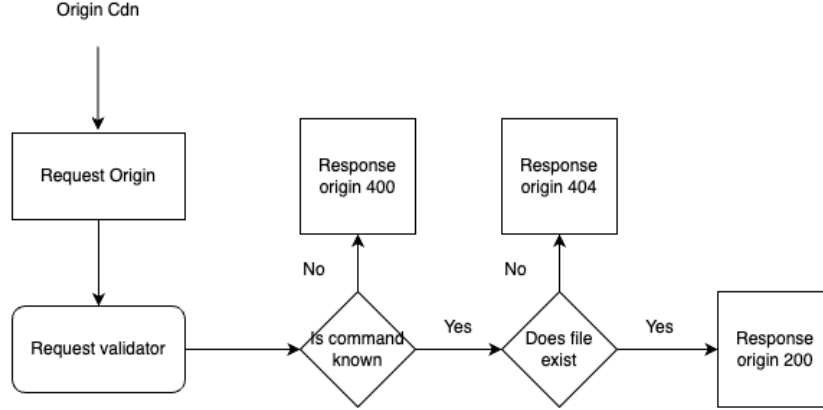 Origin Cdn
Request Origin
Response
origin 400
Response
origin 404
No
No
Request validator
Is command
known
Yes
Does file
exist
Yes
Response
origin 200